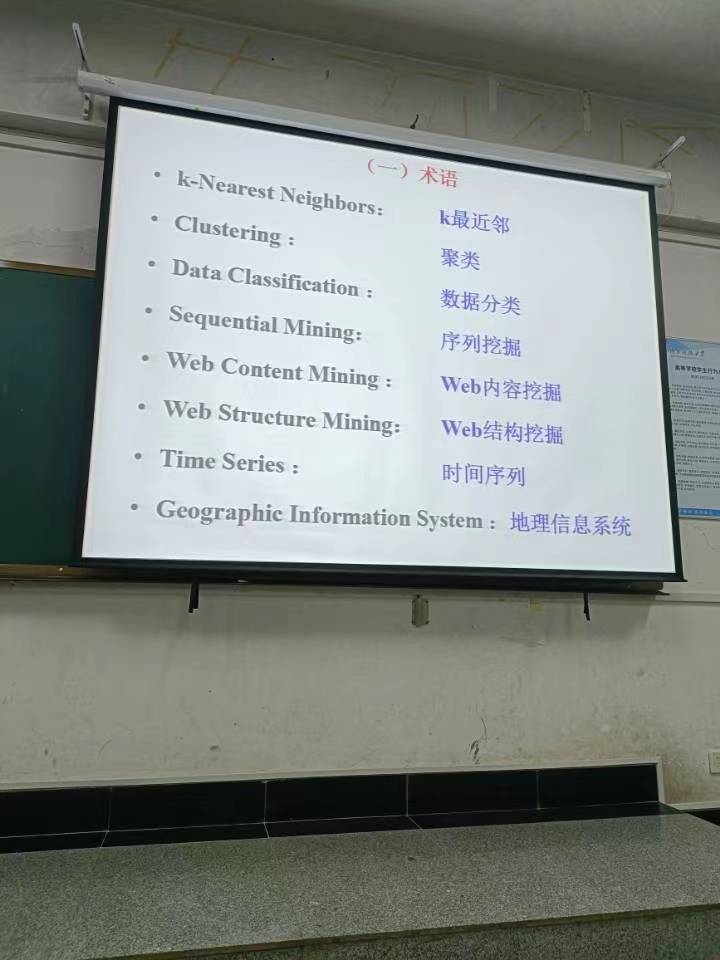 （一）术语
• k-Nearest Neighbors: k最近邻
• Clustering： 聚类
• Data Classification： 数据分类
• Sequential Mining: 序列挖掘
• Web Content Mining： Web内容挖掘
• Web Structure Mining: Web结构挖掘
• Time Series： 时间序列
• Geographic Information System：地理信息系统